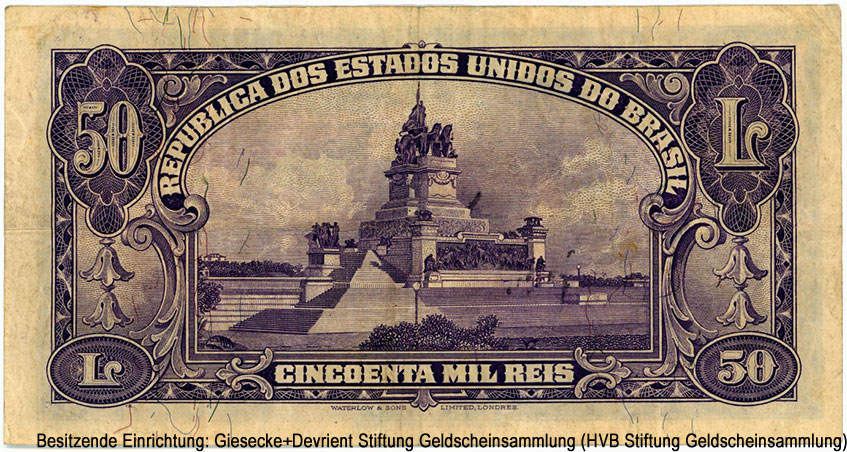 REPUBLICA DOS ESTADOS UNIDOS DO BRASIL
50 L
L 50
CINCOENTA MIL REIS
WATERLOW & SONS LIMITED, LONDRES.
Besitzende Einrichtung: Giesecke+Devrient Stiftung Geldscheinsammlung (HVB Stiftung Geldscheinsammlung)